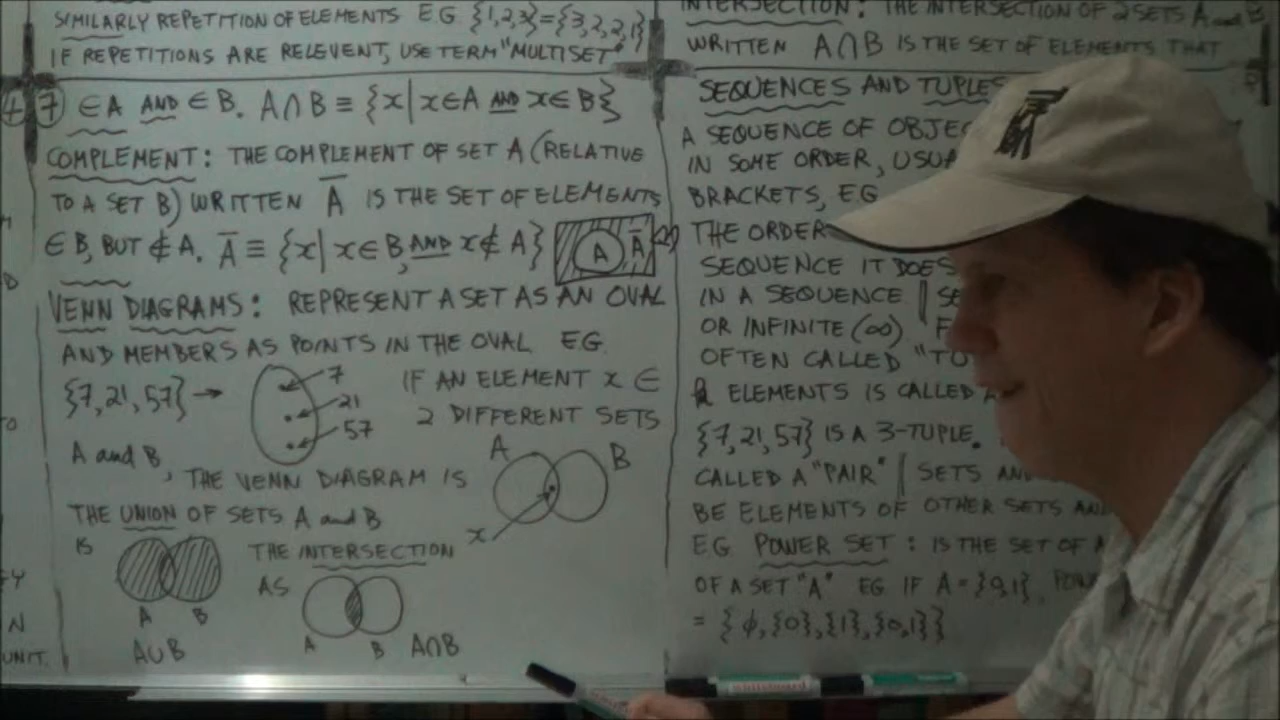 SIMILARLY REPETITION OF ELEMENTS E.G {1,2,3}={3,2,2,1}
IF REPETITIONS ARE RELEVENT, USE TERM "MULTISET"
7 ∈A AND ∈ B. A∩B ≡ {x|x∈A AND x∈B}
COMPLEMENT: THE COMPLEMENT OF SET A (RELATIVE
TO A SET B) WRITTEN A̅ IS THE SET OF ELEMENTS
∈ B, BUT ∉ A. A̅ ≡ {x|x∈B, AND x∉A}
A A̅
VENN DIAGRAMS: REPRESENT A SET AS AN OVAL
AND MEMBERS AS POINTS IN THE OVAL E.G.
{7,21,57} → 7
21
57
IF AN ELEMENT x ∈
2 DIFFERENT SETS
A and B, THE VENN DIAGRAM IS
A B
x
THE UNION OF SETS A and B
IS
A B
A∪B
THE INTERSECTION
AS
A B A∩B
INTERSECTION: THE INTERSECTION OF 2 SETS A and B
WRITTEN A∩B IS THE SET OF ELEMENTS THAT
SEQUENCES AND TUPLES
A SEQUENCE OF OBJEC
IN SOME ORDER, USUA
BRACKETS, E.G
THE ORDER
SEQUENCE IT DOES
IN A SEQUENCE || SE
OR INFINITE (∞) F
OFTEN CALLED "TU
k ELEMENTS IS CALLED A
{7,21,57} IS A 3-TUPLE.
CALLED A "PAIR" || SETS AN
BE ELEMENTS OF OTHER SETS AN
EG. POWER SET: IS THE SET OF A
OF A SET "A" EG IF A={0,1}, POW
= {ϕ,{0},{1},{0,1}}
M
D
TO
EY
N
UNIT.